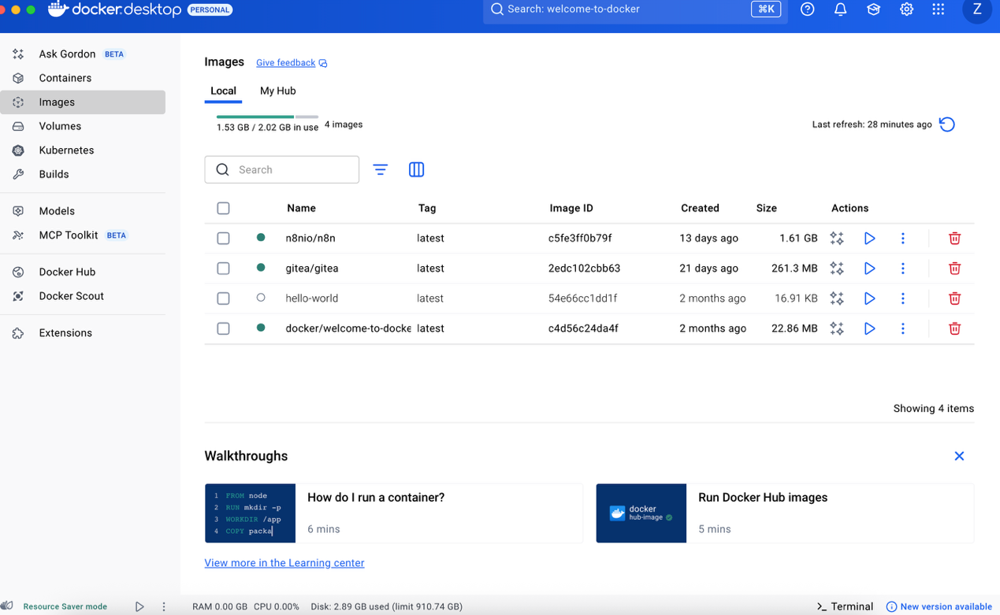 docker.desktop PERSONAL
Search: welcome-to-docker
⌘K
Z
Ask Gordon BETA
Containers
Images
Volumes
Kubernetes
Builds
Models
MCP Toolkit BETA
Docker Hub
Docker Scout
Extensions
Images Give feedback
Local My Hub
1.53 GB / 2.02 GB in use 4 images
Last refresh: 28 minutes ago
Search
Name Tag Image ID Created Size Actions
n8nio/n8n latest c5fe3ff0b79f 13 days ago 1.61 GB
gitea/gitea latest 2edc102cbb63 21 days ago 261.3 MB
hello-world latest 54e66cc1dd1f 2 months ago 16.91 KB
docker/welcome-to-docke latest c4d56c24da4f 2 months ago 22.86 MB
Showing 4 items
Walkthroughs
1 FROM node
2 RUN mkdir -p
3 WORKDIR /app
4 COPY packa
How do I run a container?
6 mins
docker
hub-image
Run Docker Hub images
5 mins
View more in the Learning center
Resource Saver mode
RAM 0.00 GB CPU 0.00% Disk: 2.89 GB used (limit 910.74 GB)
>_ Terminal
New version available